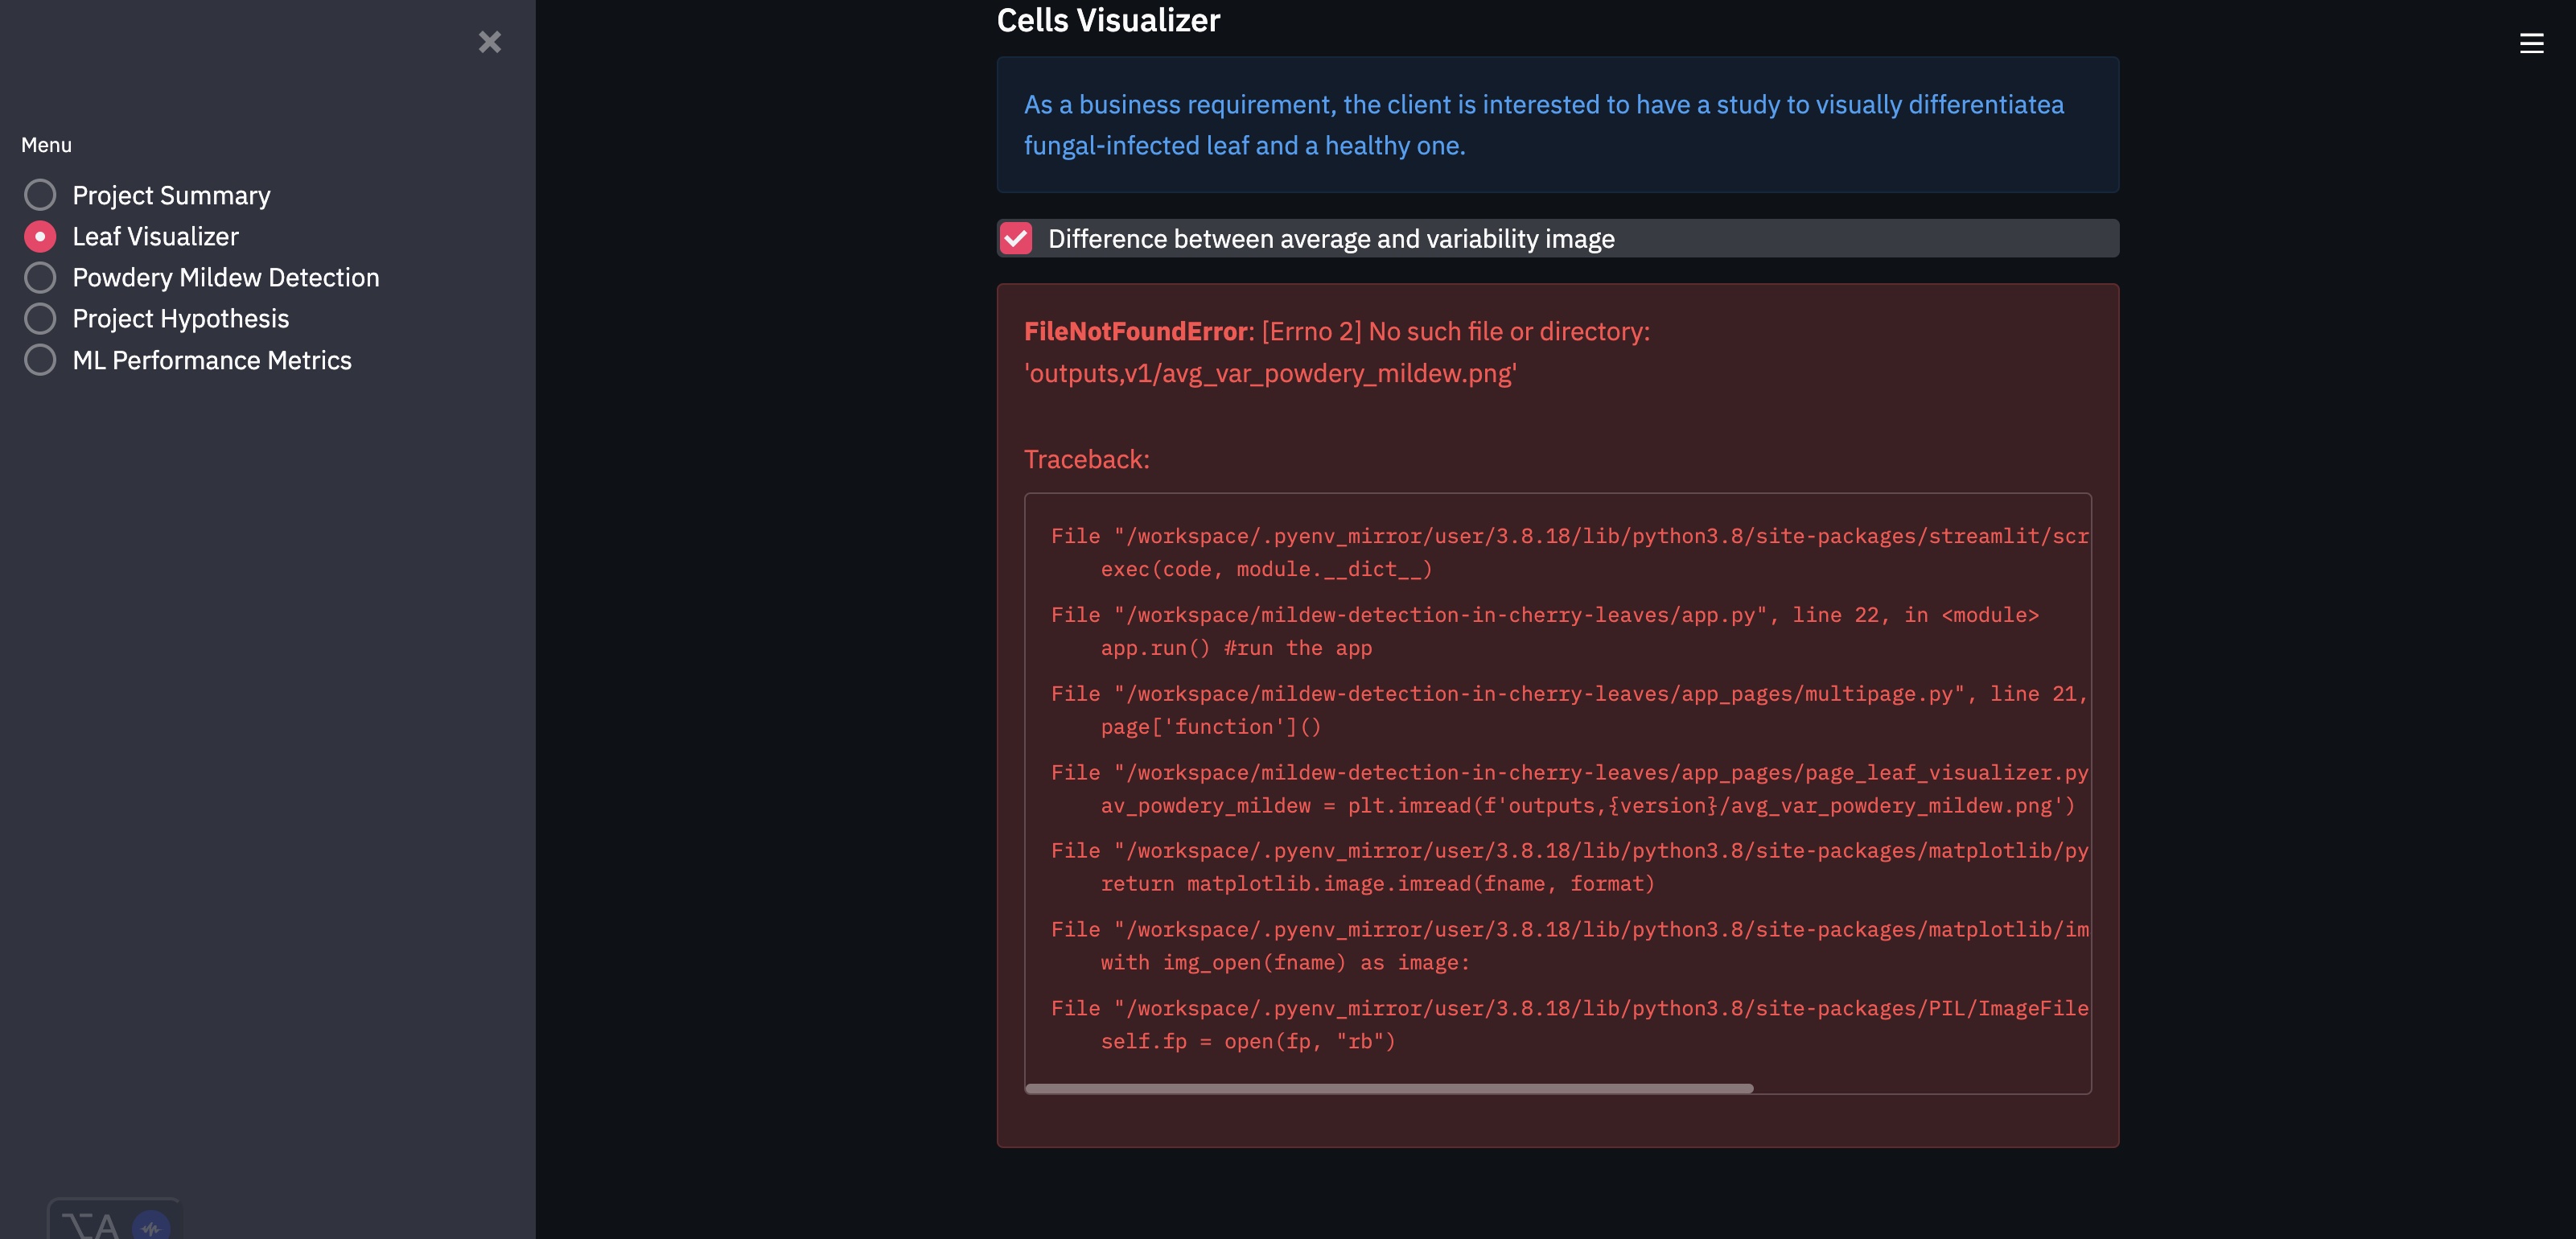 Cells Visualizer
As a business requirement, the client is interested to have a study to visually differentiatea
fungal-infected leaf and a healthy one.
Menu
Project Summary
Leaf Visualizer
Powdery Mildew Detection
Project Hypothesis
ML Performance Metrics
Difference between average and variability image
FileNotFoundError: [Errno 2] No such file or directory:
'outputs,v1/avg_var_powdery_mildew.png'
Traceback:
File "/workspace/.pyenv_mirror/user/3.8.18/lib/python3.8/site-packages/streamlit/scr
exec(code, module.__dict__)
File "/workspace/mildew-detection-in-cherry-leaves/app.py", line 22, in <module>
app.run() #run the app
File "/workspace/mildew-detection-in-cherry-leaves/app_pages/multipage.py", line 21,
page['function']()
File "/workspace/mildew-detection-in-cherry-leaves/app_pages/page_leaf_visualizer.py
av_powdery_mildew = plt.imread(f'outputs,{version}/avg_var_powdery_mildew.png')
File "/workspace/.pyenv_mirror/user/3.8.18/lib/python3.8/site-packages/matplotlib/py
return matplotlib.image.imread(fname, format)
File "/workspace/.pyenv_mirror/user/3.8.18/lib/python3.8/site-packages/matplotlib/im
with img_open(fname) as image:
File "/workspace/.pyenv_mirror/user/3.8.18/lib/python3.8/site-packages/PIL/ImageFile
self.fp = open(fp, "rb")
⌥A